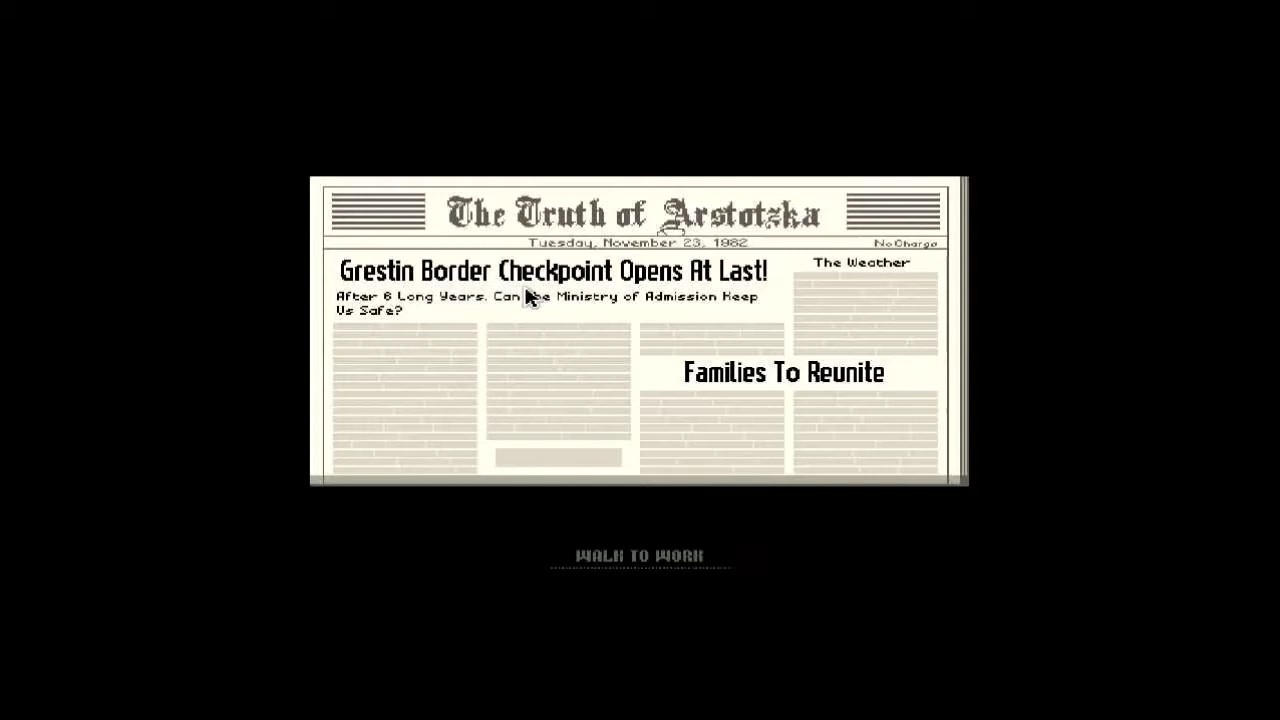 The Truth of Arstotzka
Tuesday, November 23, 1982
No Charge
Grestin Border Checkpoint Opens At Last!
The Weather
After 6 Long Years, Can Ministry of Admission Keep
Us Safe?
Families To Reunite
WALK TO WORK